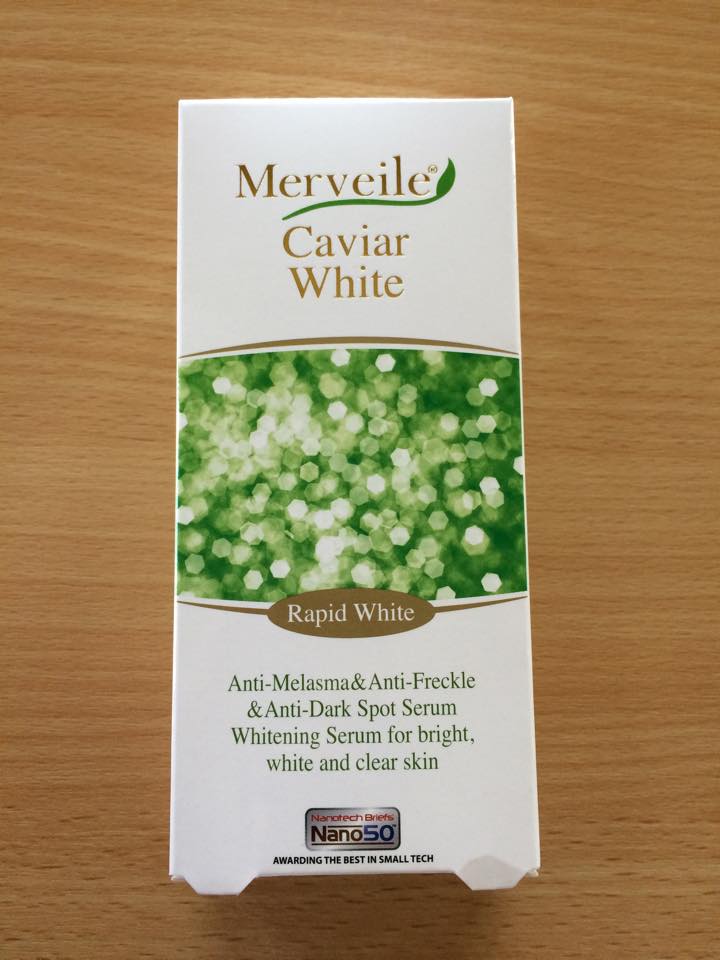 Merveile®
Caviar
White
Rapid White
Anti-Melasma&Anti-Freckle
&Anti-Dark Spot Serum
Whitening Serum for bright,
white and clear skin
Nanotech Briefs
Nano50™
AWARDING THE BEST IN SMALL TECH